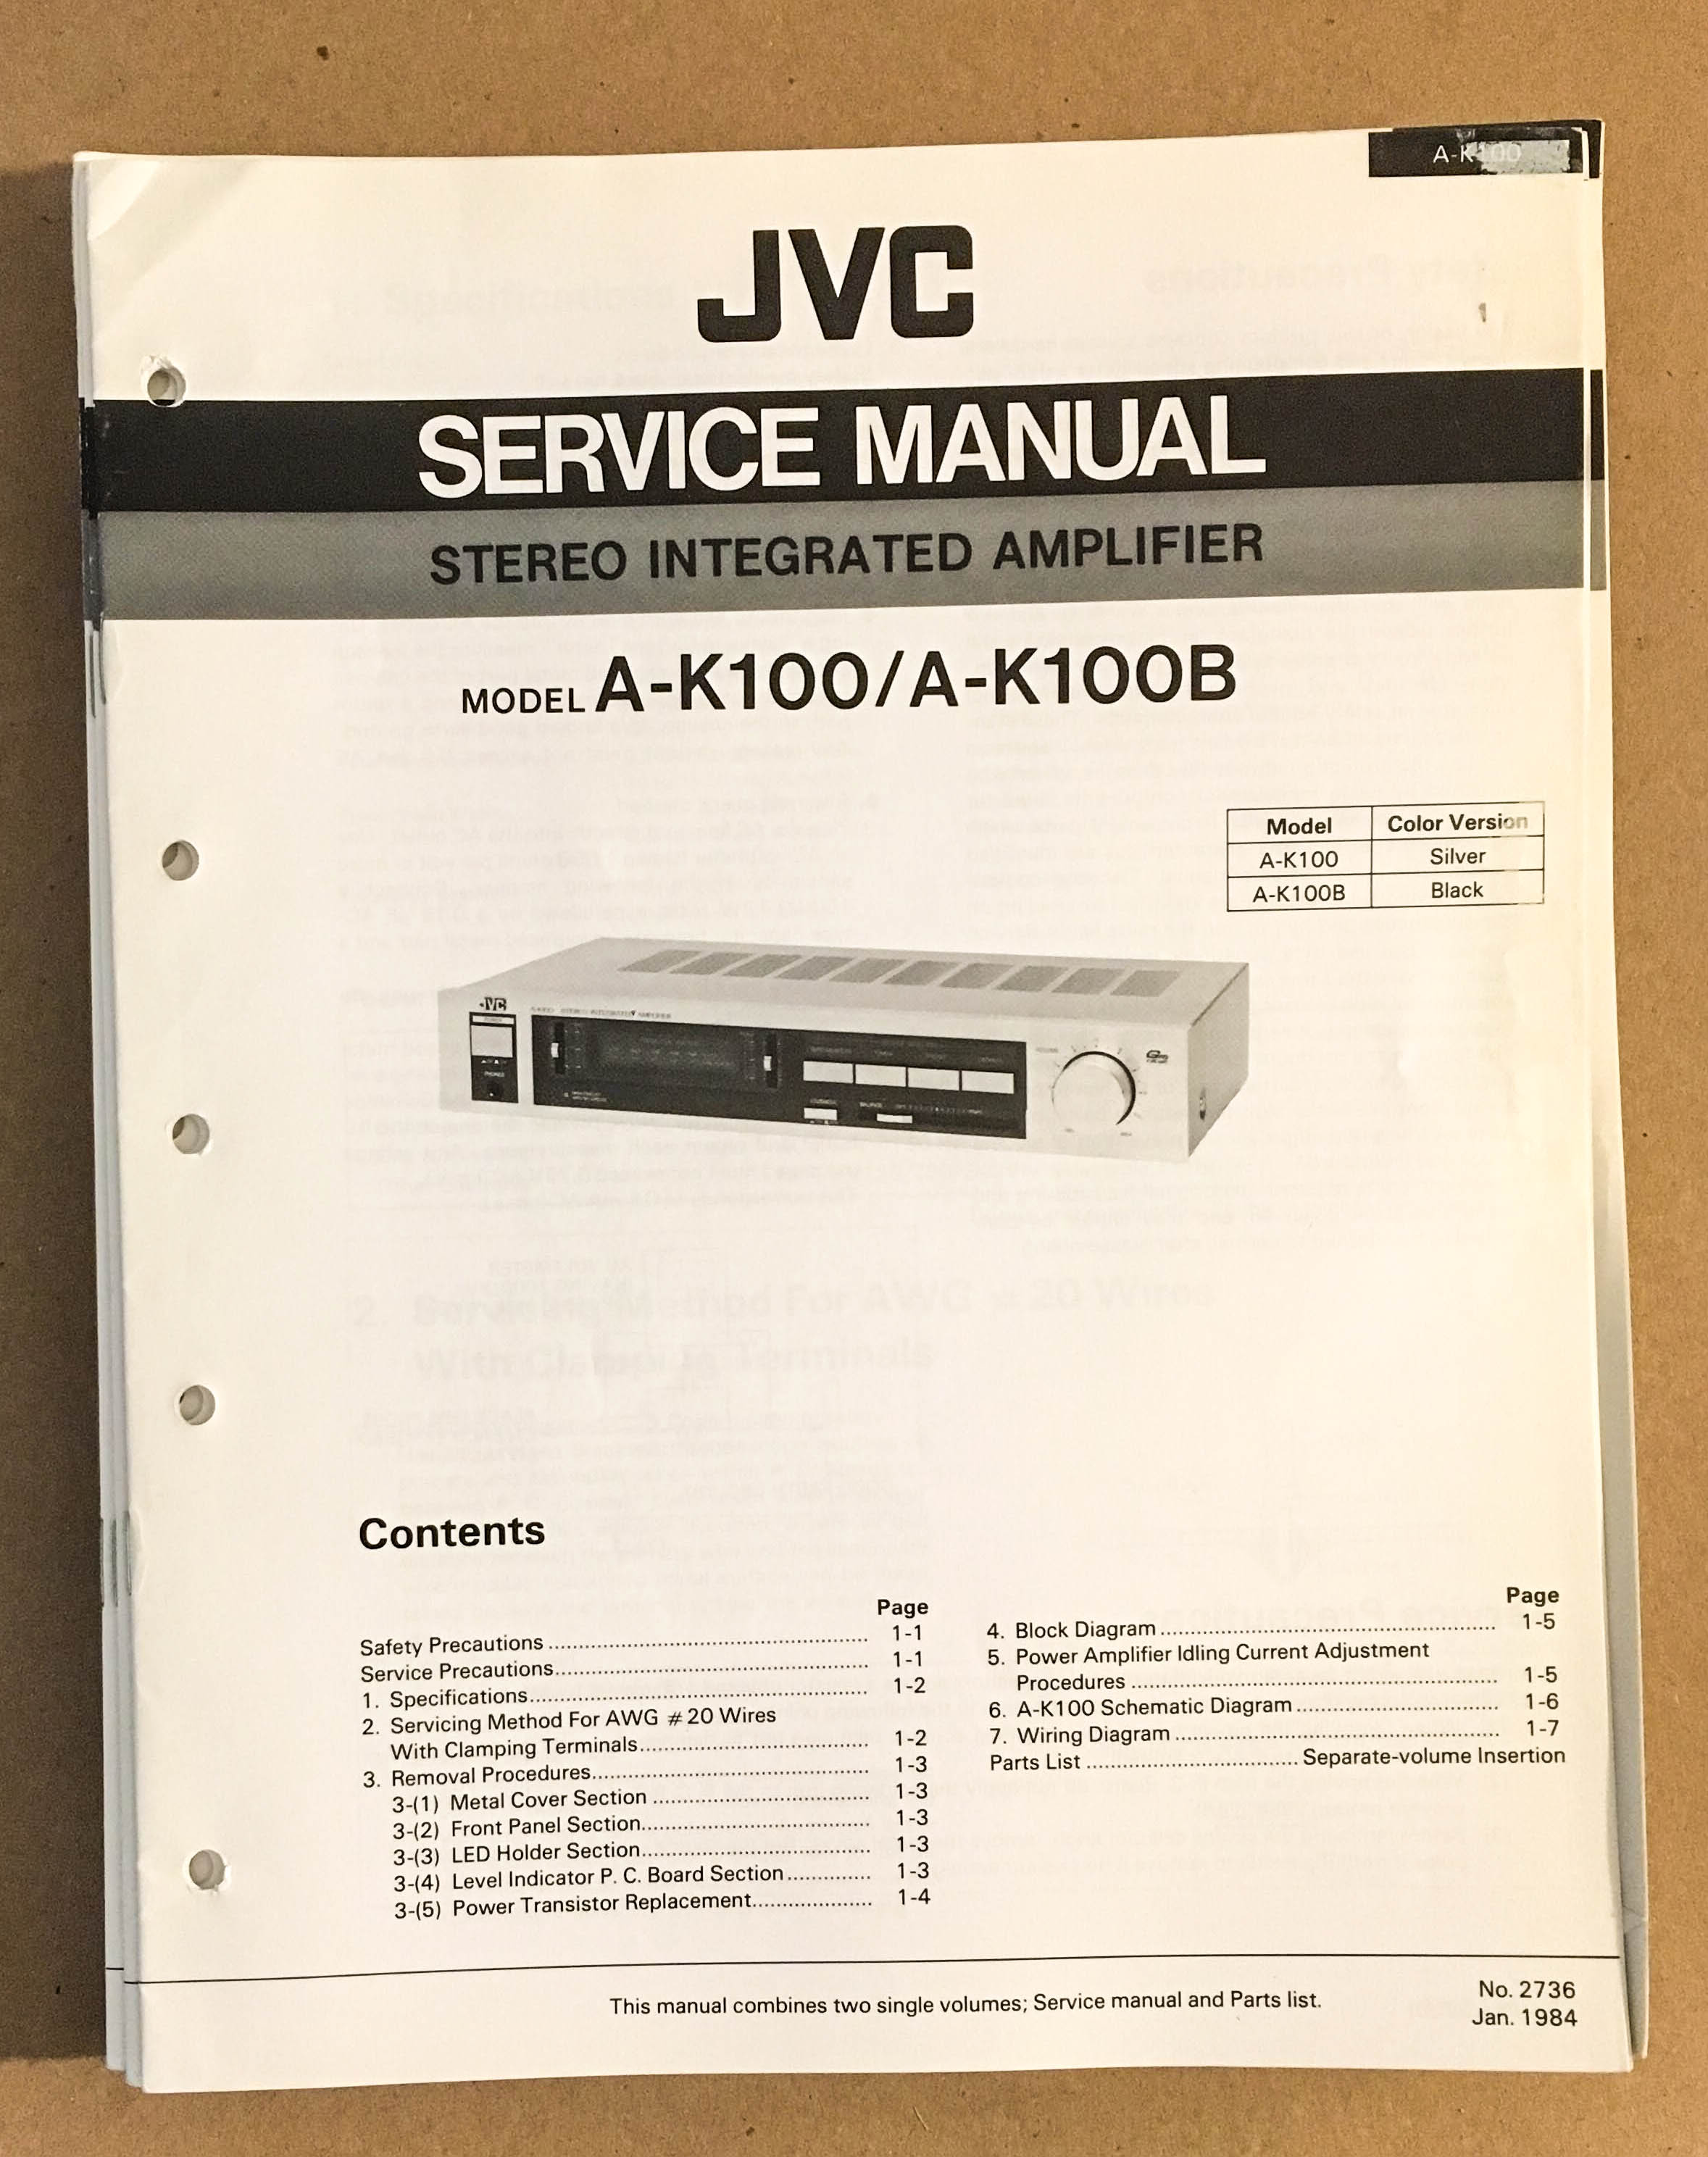 A-K100
JVC
SERVICE MANUAL
STEREO INTEGRATED AMPLIFIER
MODEL A-K100/A-K100B
Model Color Version
A-K100 Silver
A-K100B Black
JVC
Contents
Page
Safety Precautions ..................................................... 1-1
Service Precautions.................................................... 1-1
1. Specifications........................................................ 1-2
2. Servicing Method For AWG #20 Wires
With Clamping Terminals...................................... 1-2
3. Removal Procedures.............................................. 1-3
3-(1) Metal Cover Section .................................... 1-3
3-(2) Front Panel Section...................................... 1-3
3-(3) LED Holder Section...................................... 1-3
3-(4) Level Indicator P. C. Board Section.............. 1-3
3-(5) Power Transistor Replacement.................... 1-4
Page
4. Block Diagram........................................................ 1-5
5. Power Amplifier Idling Current Adjustment
Procedures ............................................................. 1-5
6. A-K100 Schematic Diagram.................................. 1-6
7. Wiring Diagram ...................................................... 1-7
Parts List ................................... Separate-volume Insertion
This manual combines two single volumes; Service manual and Parts list.
No. 2736
Jan. 1984